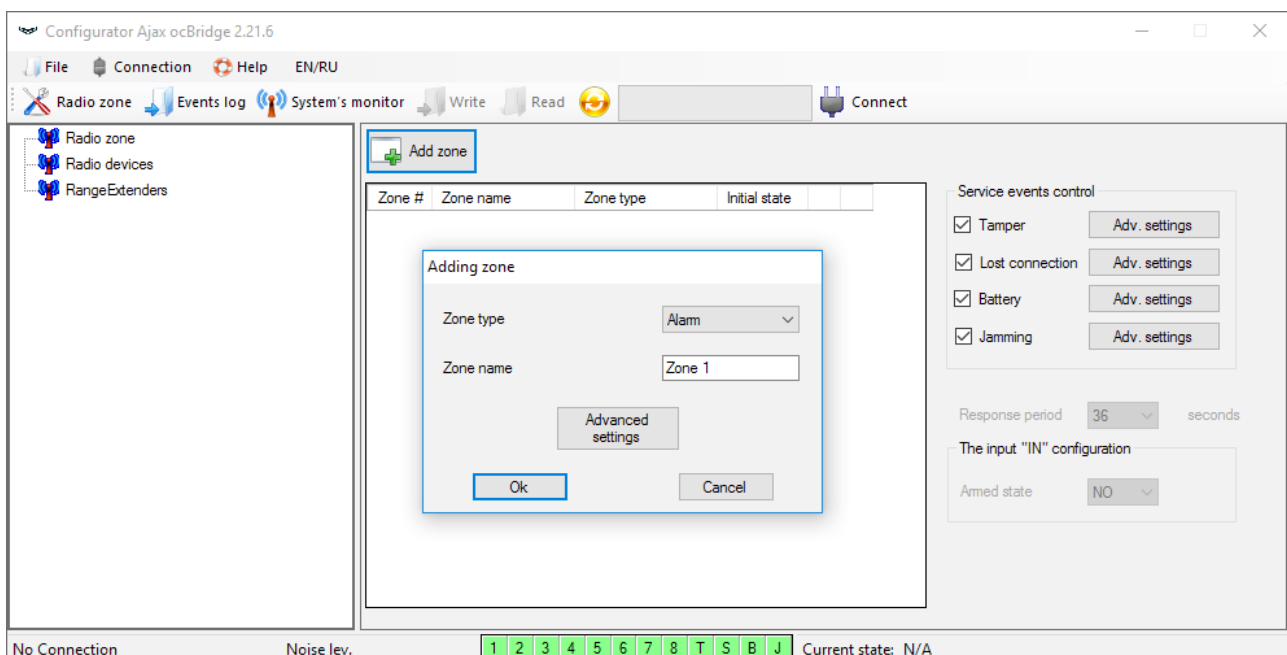 Configurator Ajax ocBridge 2.21.6
File Connection Help EN/RU
Radio zone Events log System's monitor Write Read Connect
Radio zone
Radio devices
RangeExtenders
Add zone
Zone # Zone name Zone type Initial state
Adding zone
Zone type Alarm
Zone name Zone 1
Advanced
settings
Ok Cancel
Service events control
Tamper Adv. settings
Lost connection Adv. settings
Battery Adv. settings
Jamming Adv. settings
Response period 36 seconds
The input "IN" configuration
Armed state NO
No Connection Noise lev. 1 2 3 4 5 6 7 8 T S B J Current state: N/A